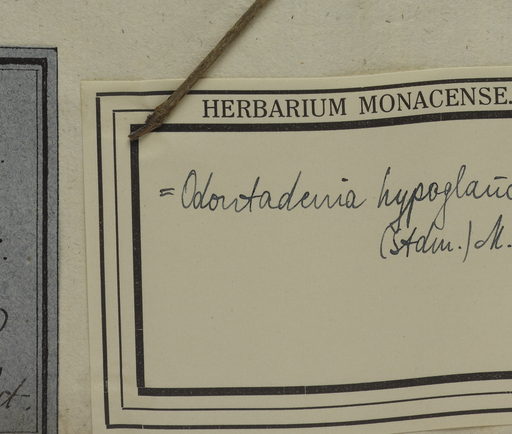 HERBARIUM MONACENSE.
= Odontadenia hypoglauc
(Stdm.) M.